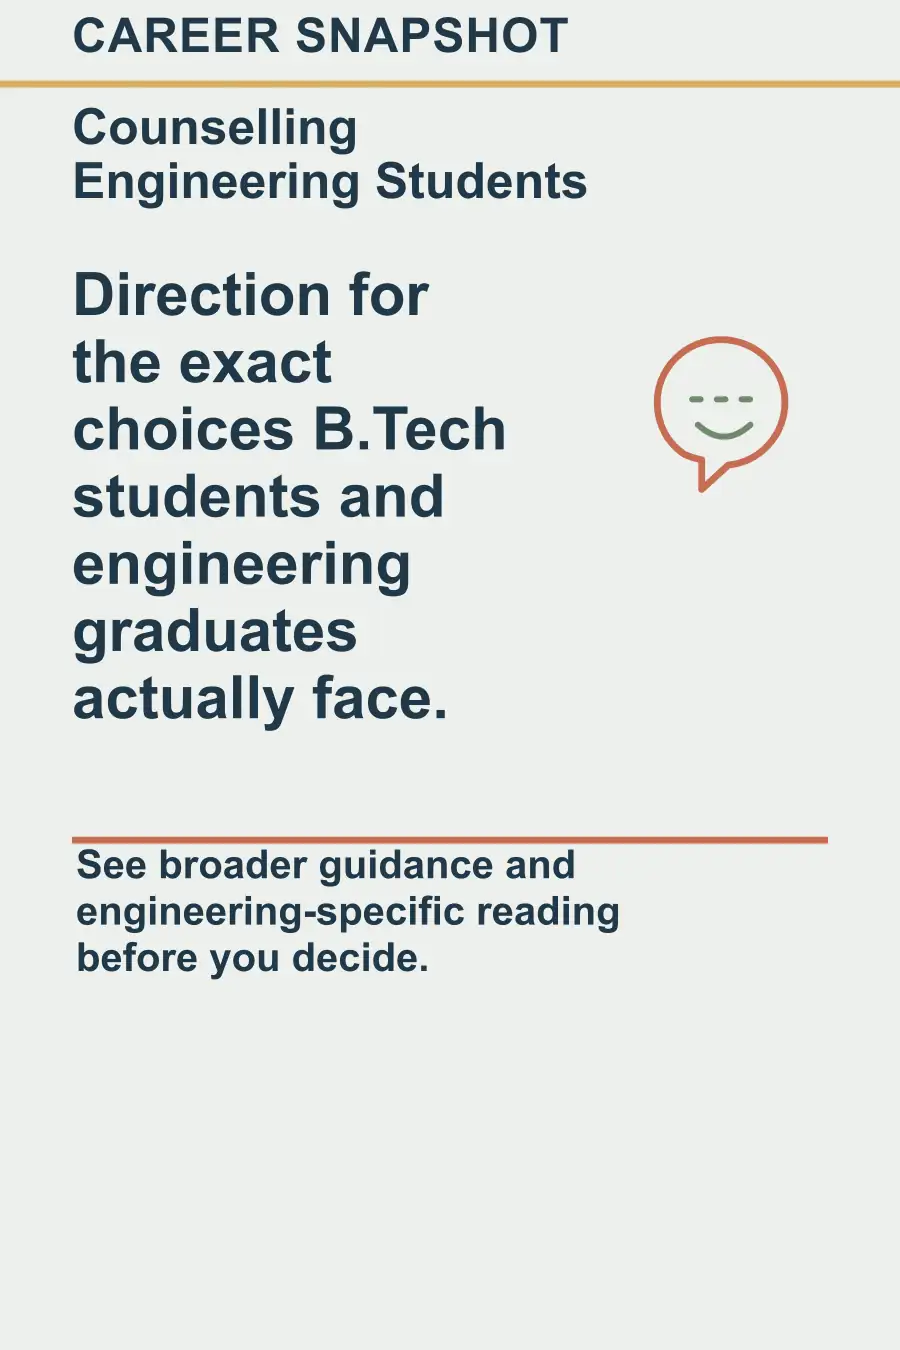 CAREER SNAPSHOT
Counselling
Engineering Students
Direction for
the exact
choices B.Tech
students and
engineering
graduates
actually face.
See broader guidance and
engineering-specific reading
before you decide.